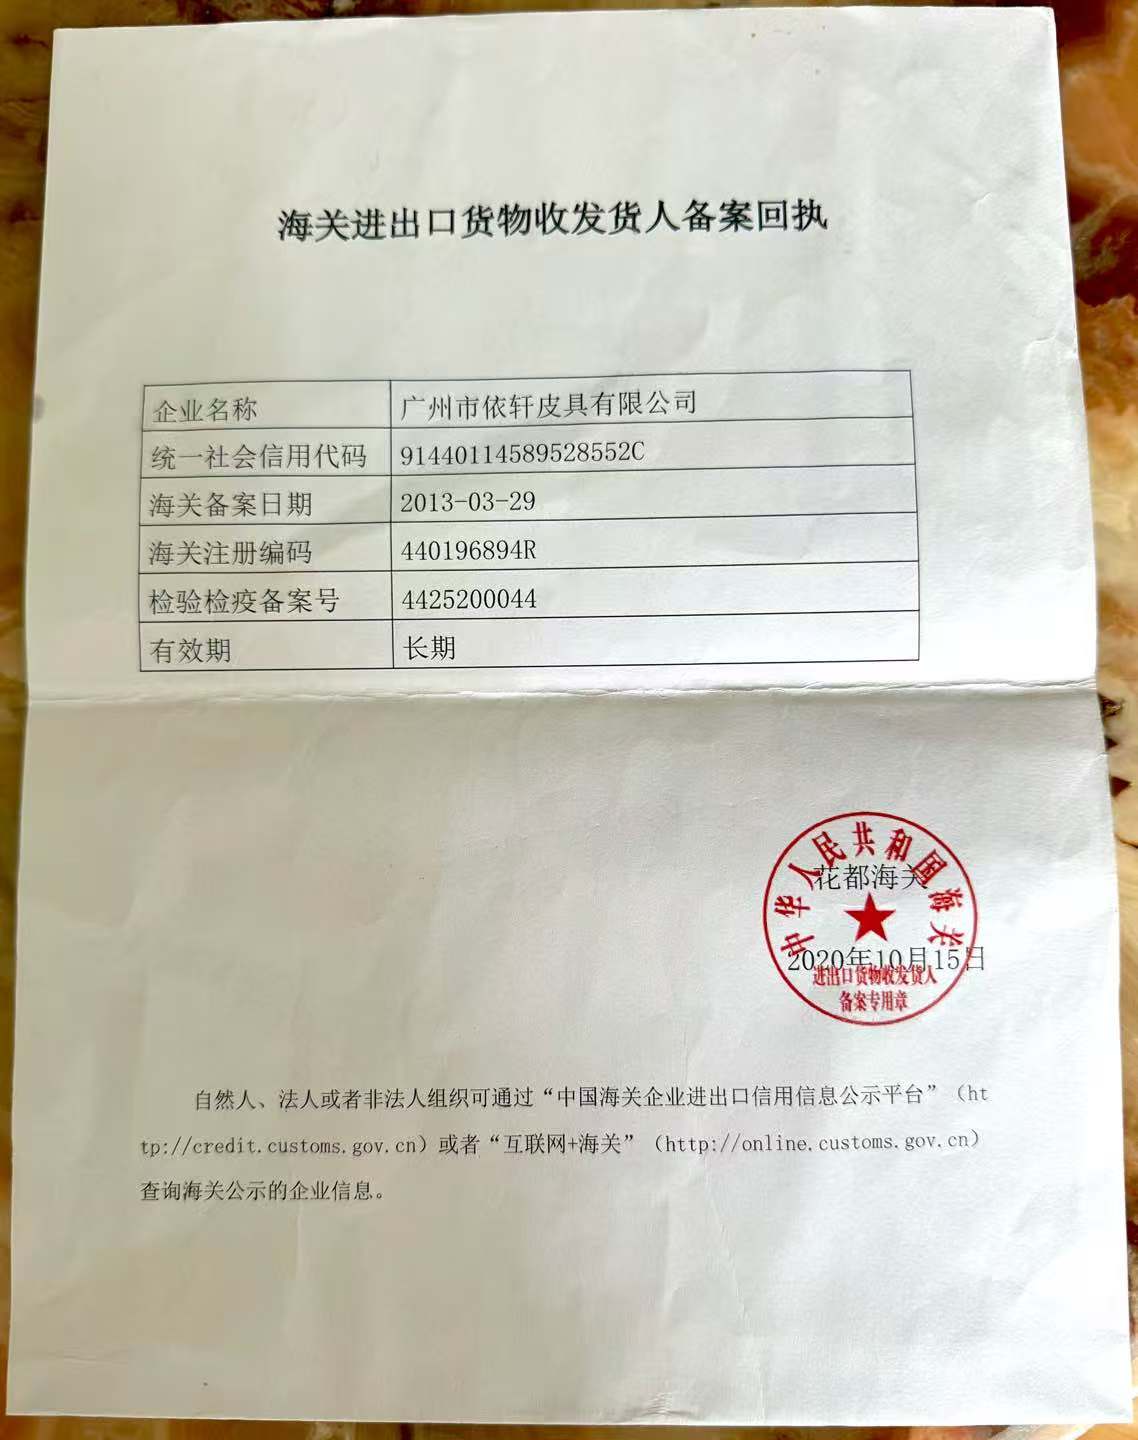 海关进出口货物收发货人备案回执
企业名称 广州市依轩皮具有限公司
统一社会信用代码 91440114589528552C
海关备案日期 2013-03-29
海关注册编码 440196894R
检验检疫备案号 4425200044
有效期 长期
中华人民共和国海关
花都海关
2020年10月15日
进出口货物收发货人
备案专用章
自然人、法人或者非法人组织可通过“中国海关企业进出口信用信息公示平台”（ht
tp://credit.customs.gov.cn）或者“互联网+海关”（http://online.customs.gov.cn）
查询海关公示的企业信息。